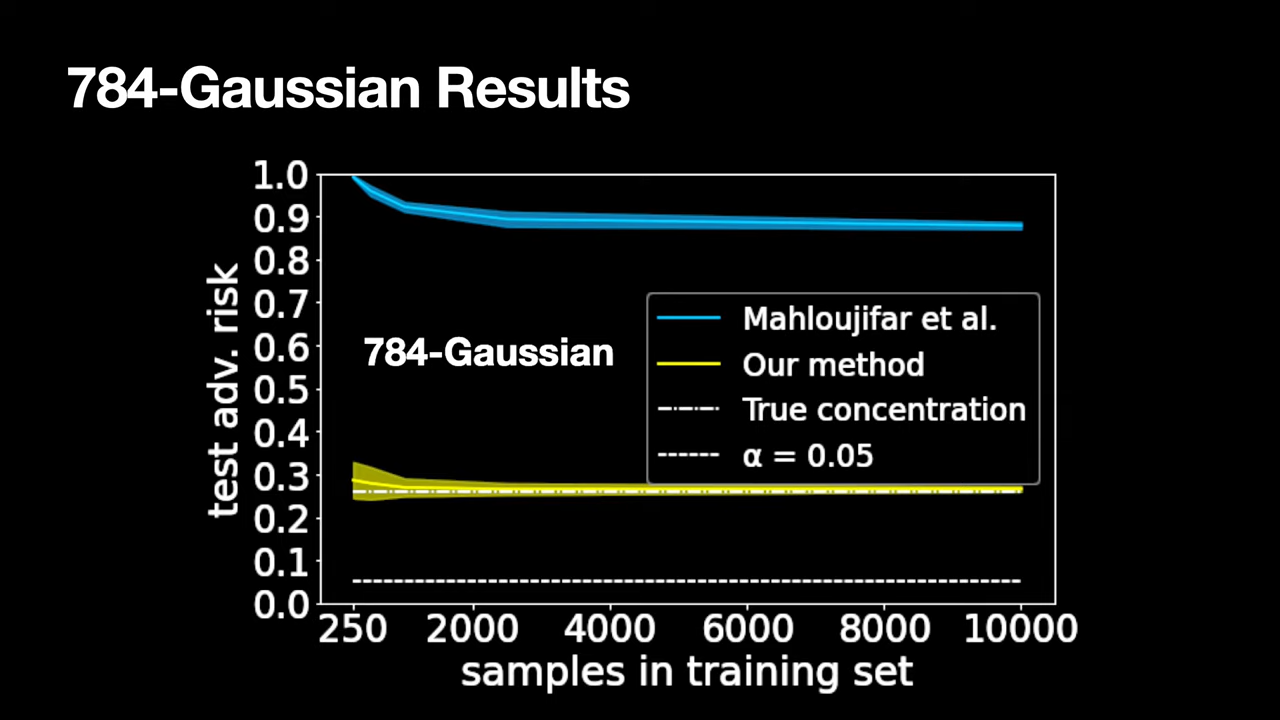 784-Gaussian Results
1.0
0.9
0.8
0.7
0.6
0.5
0.4
0.3
0.2
0.1
0.0
test adv. risk
784-Gaussian
Mahloujifar et al.
Our method
True concentration
α = 0.05
250 2000 4000 6000 8000 10000
samples in training set